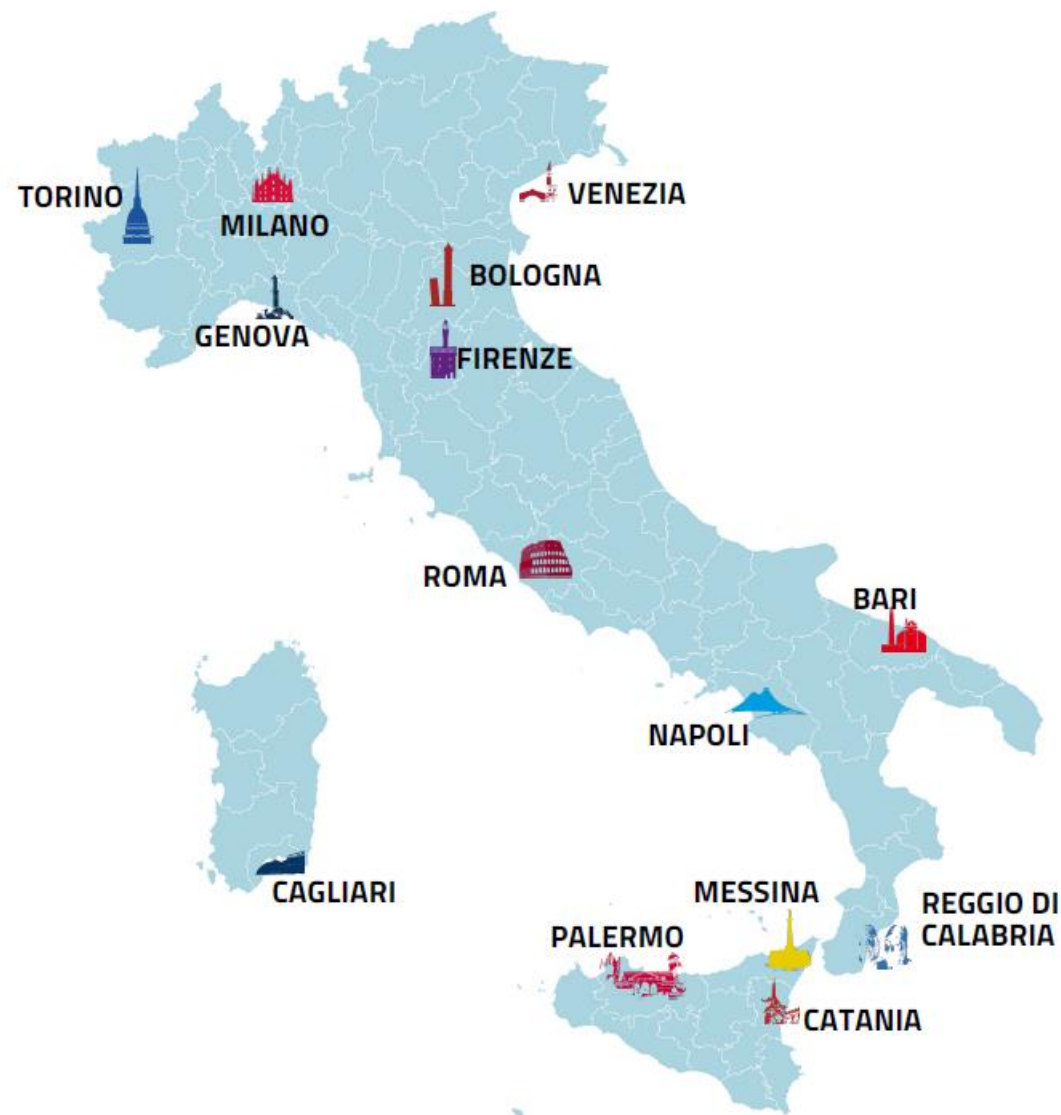 TORINO
VENEZIA
MILANO
BOLOGNA
GENOVA
FIRENZE
ROMA
BARI
NAPOLI
CAGLIARI
MESSINA
REGGIO DI
CALABRIA
PALERMO
CATANIA